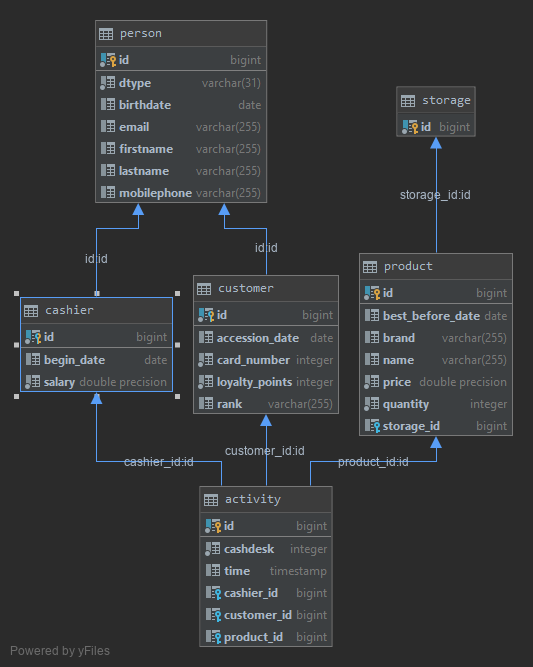 person
id bigint
dtype varchar(31)
birthdate date
email varchar(255)
firstname varchar(255)
lastname varchar(255)
mobilephone varchar(255)
storage
id bigint
storage_id:id
id:id
id:id
product
id bigint
best_before_date date
brand varchar(255)
name varchar(255)
price double precision
quantity integer
storage_id bigint
customer
id bigint
accession_date date
card_number integer
loyalty_points integer
rank varchar(255)
cashier
id bigint
begin_date date
salary double precision
cashier_id:id
customer_id:id
product_id:id
activity
id bigint
cashdesk integer
time timestamp
cashier_id bigint
customer_id bigint
product_id bigint
Powered by yFiles